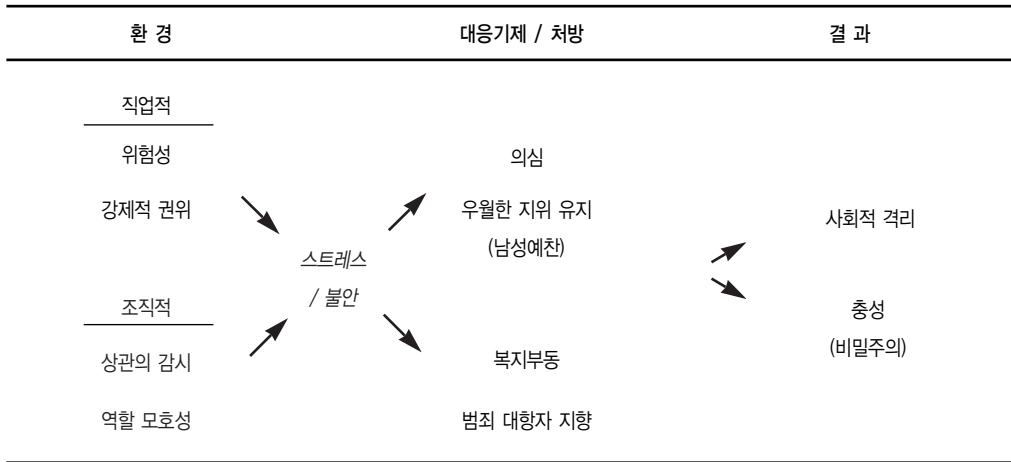 환 경 대응기제 / 처방 결 과
직업적
위험성 의심
강제적 권위 우월한 지위 유지 사회적 격리
(남성예찬)
스트레스
/ 불안
조직적 충성
(비밀주의)
상관의 감시 복지부동
역할 모호성 범죄 대항자 지향